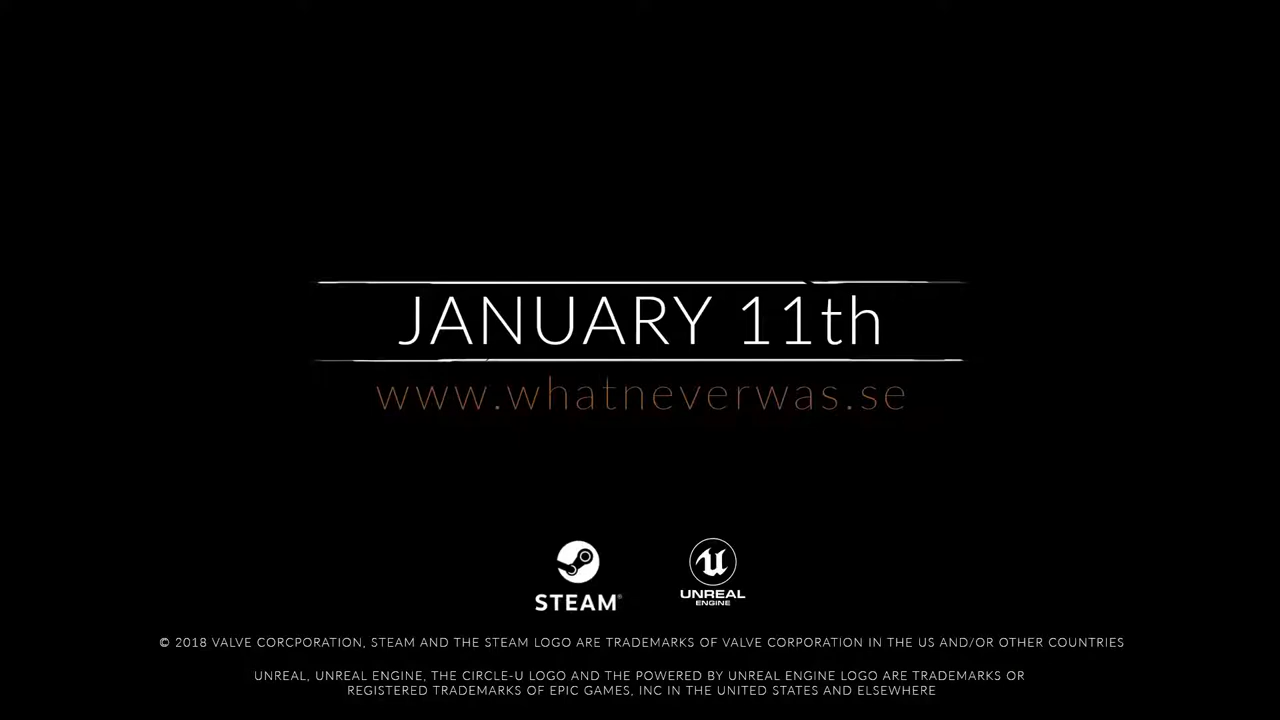 JANUARY 11th
www.whatneverwas.se
STEAM®
UNREAL
ENGINE
© 2018 VALVE CORCPORATION, STEAM AND THE STEAM LOGO ARE TRADEMARKS OF VALVE CORPORATION IN THE US AND/OR OTHER COUNTRIES
UNREAL, UNREAL ENGINE, THE CIRCLE-U LOGO AND THE POWERED BY UNREAL ENGINE LOGO ARE TRADEMARKS OR
REGISTERED TRADEMARKS OF EPIC GAMES, INC IN THE UNITED STATES AND ELSEWHERE